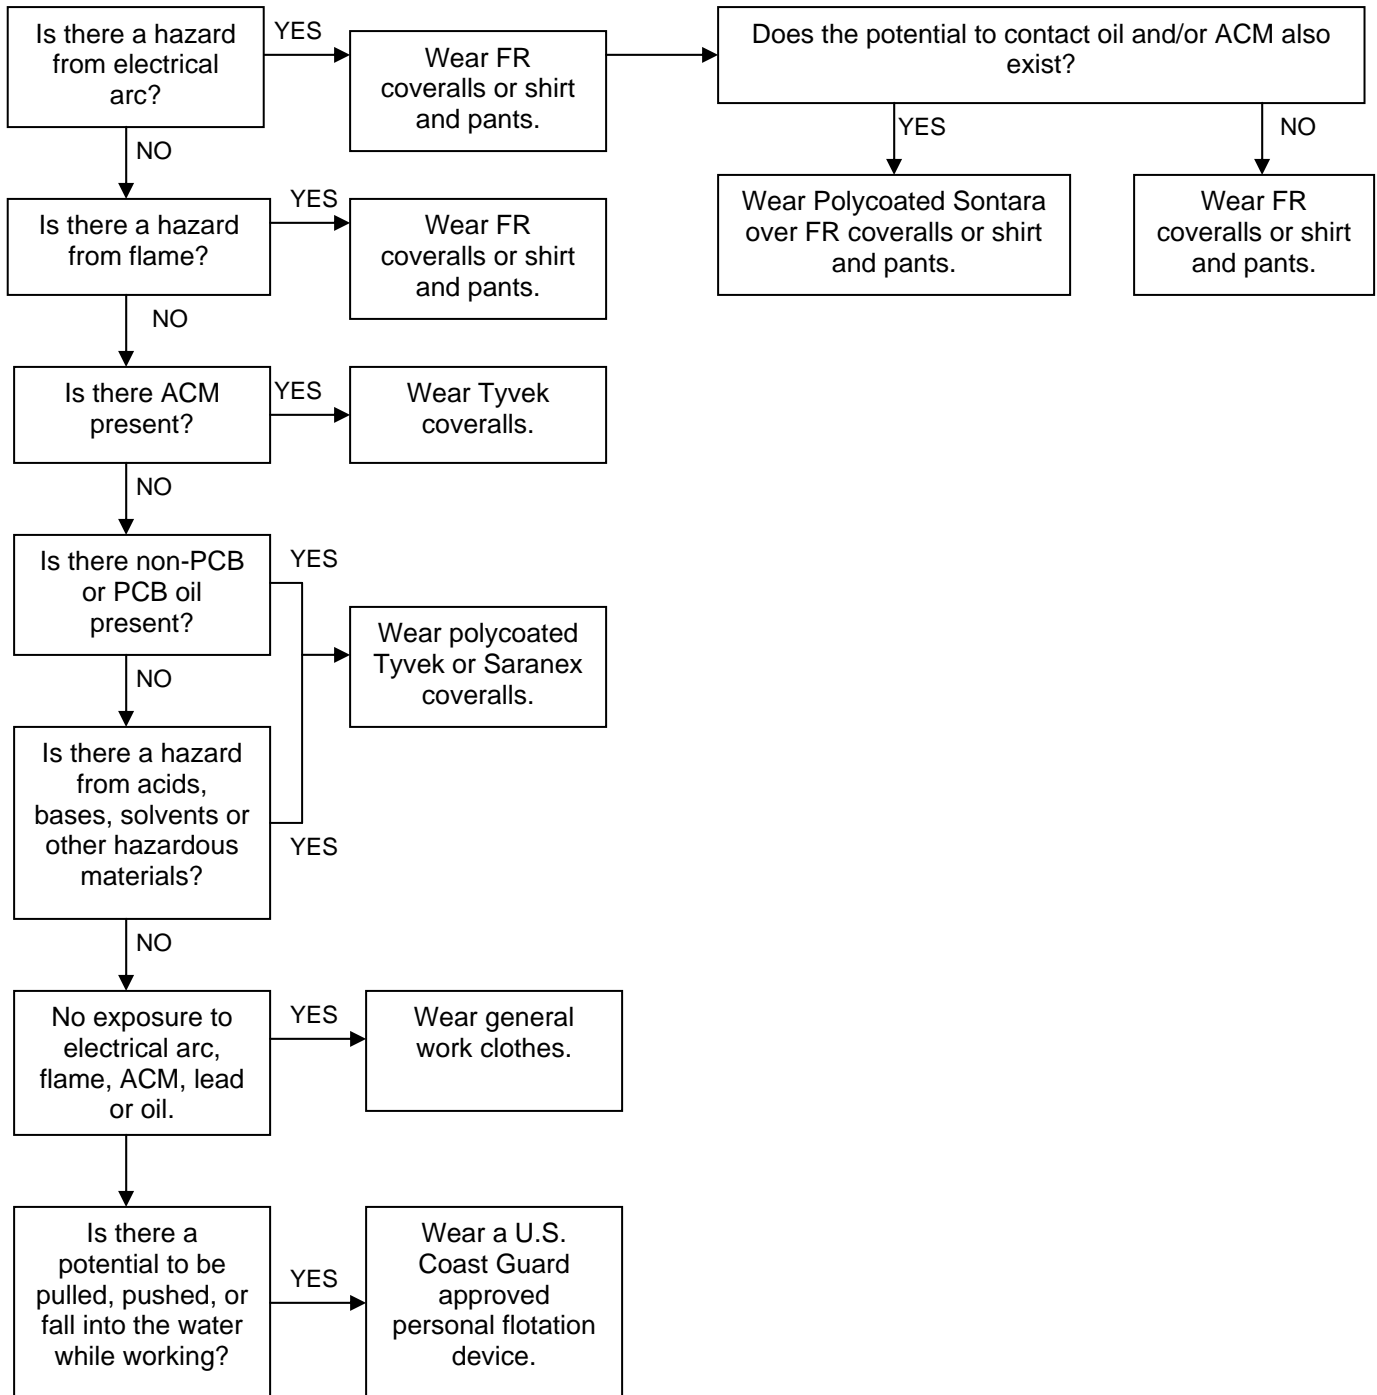 Is there a hazard
from electrical
arc?
YES
Wear FR
coveralls or shirt
and pants.
Does the potential to contact oil and/or ACM also
exist?
YES
NO
Wear Polycoated Sontara
over FR coveralls or shirt
and pants.
Wear FR
coveralls or shirt
and pants.
NO
Is there a hazard
from flame?
YES
Wear FR
coveralls or shirt
and pants.
NO
Is there ACM
present?
YES
Wear Tyvek
coveralls.
NO
Is there non-PCB
or PCB oil
present?
YES
Wear polycoated
Tyvek or Saranex
coveralls.
NO
Is there a hazard
from acids,
bases, solvents or
other hazardous
materials?
YES
NO
No exposure to
electrical arc,
flame, ACM, lead
or oil.
YES
Wear general
work clothes.
Is there a
potential to be
pulled, pushed, or
fall into the water
while working?
YES
Wear a U.S.
Coast Guard
approved
personal flotation
device.